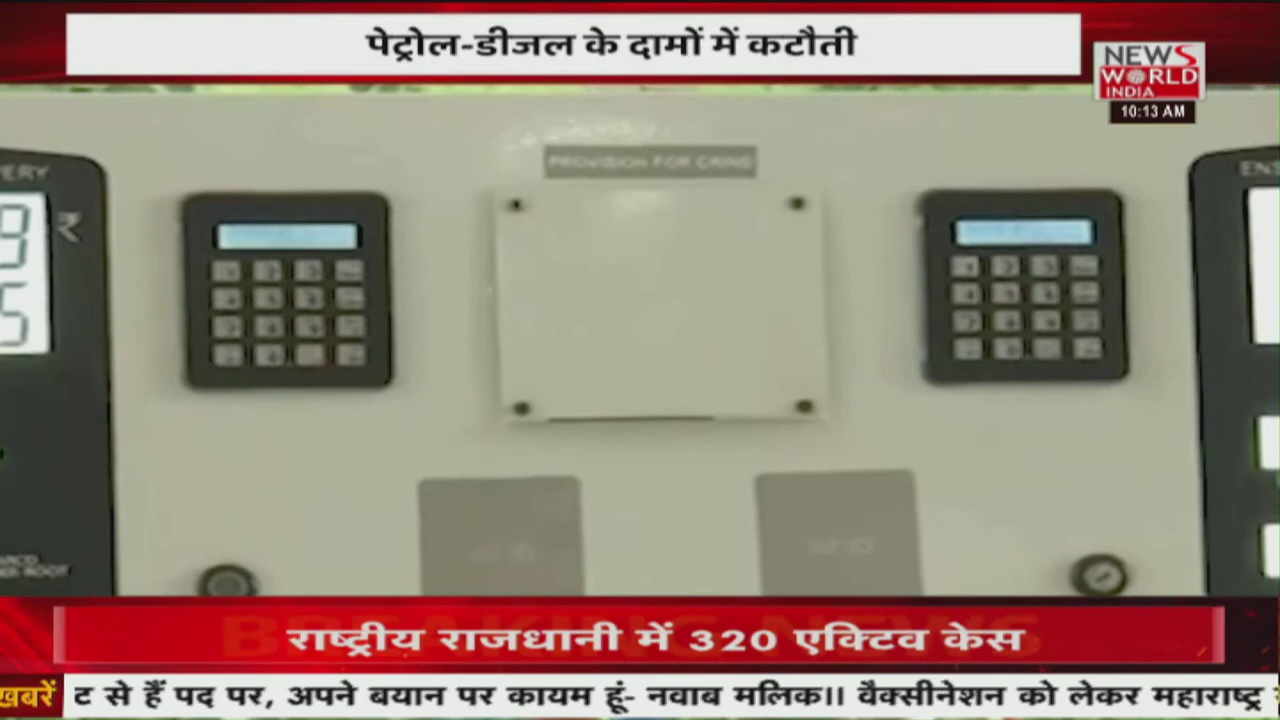 पेट्रोल-डीजल के दामों में कटौती
NEWS
WORLD
INDIA
10:13 AM
PROVISION FOR CRIND
₹
राष्ट्रीय राजधानी में 320 एक्टिव केस
खबरें ट से हैं पद पर, अपने बयान पर कायम हूं- नवाब मलिक।। वैक्सीनेशन को लेकर महाराष्ट्र